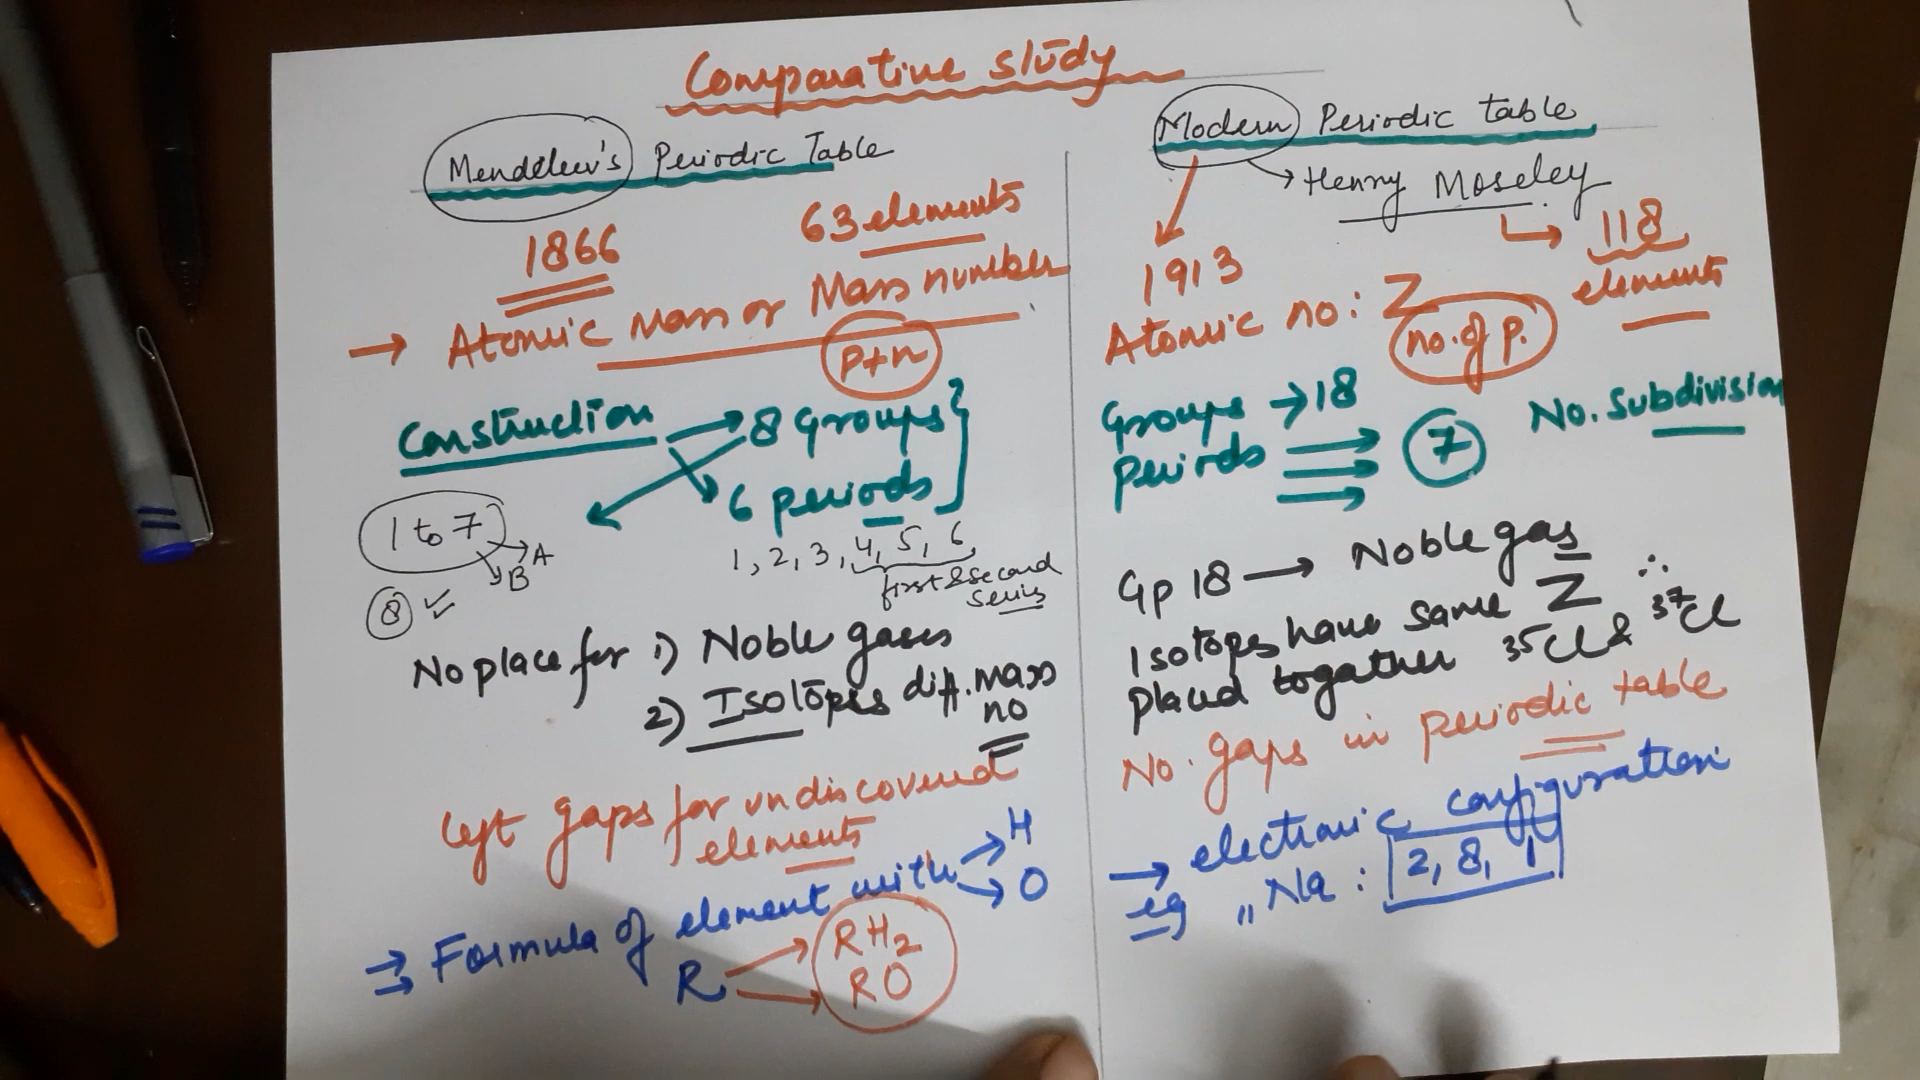 Comparative study
Mendeleev's Periodic Table
1866
63 elements
→ Atomic Mass or Mass number
p+n
Construction → 8 Groups
6 periods
1 to 7 → A
B
8
1, 2, 3, 4, 5, 6
first & second
series
No place for 1) Noble gases
2) Isotopes diff. mass
no
left gaps for undiscovered
elements
⇒ Formula of element with → H
→ O
R → RH2
RO
Modern Periodic table
→ Henry Moseley
→ 118
elements
1913
Atomic no: Z
no. of p.
Groups → 18
No. Subdivision
Periods → 7
Gp 18 → Noble gas
Isotopes have same Z ∴
placed togather 35Cl & 37Cl
No. gaps in periodic table
→ electronic configuration
eg ,, Na : 2, 8, 1